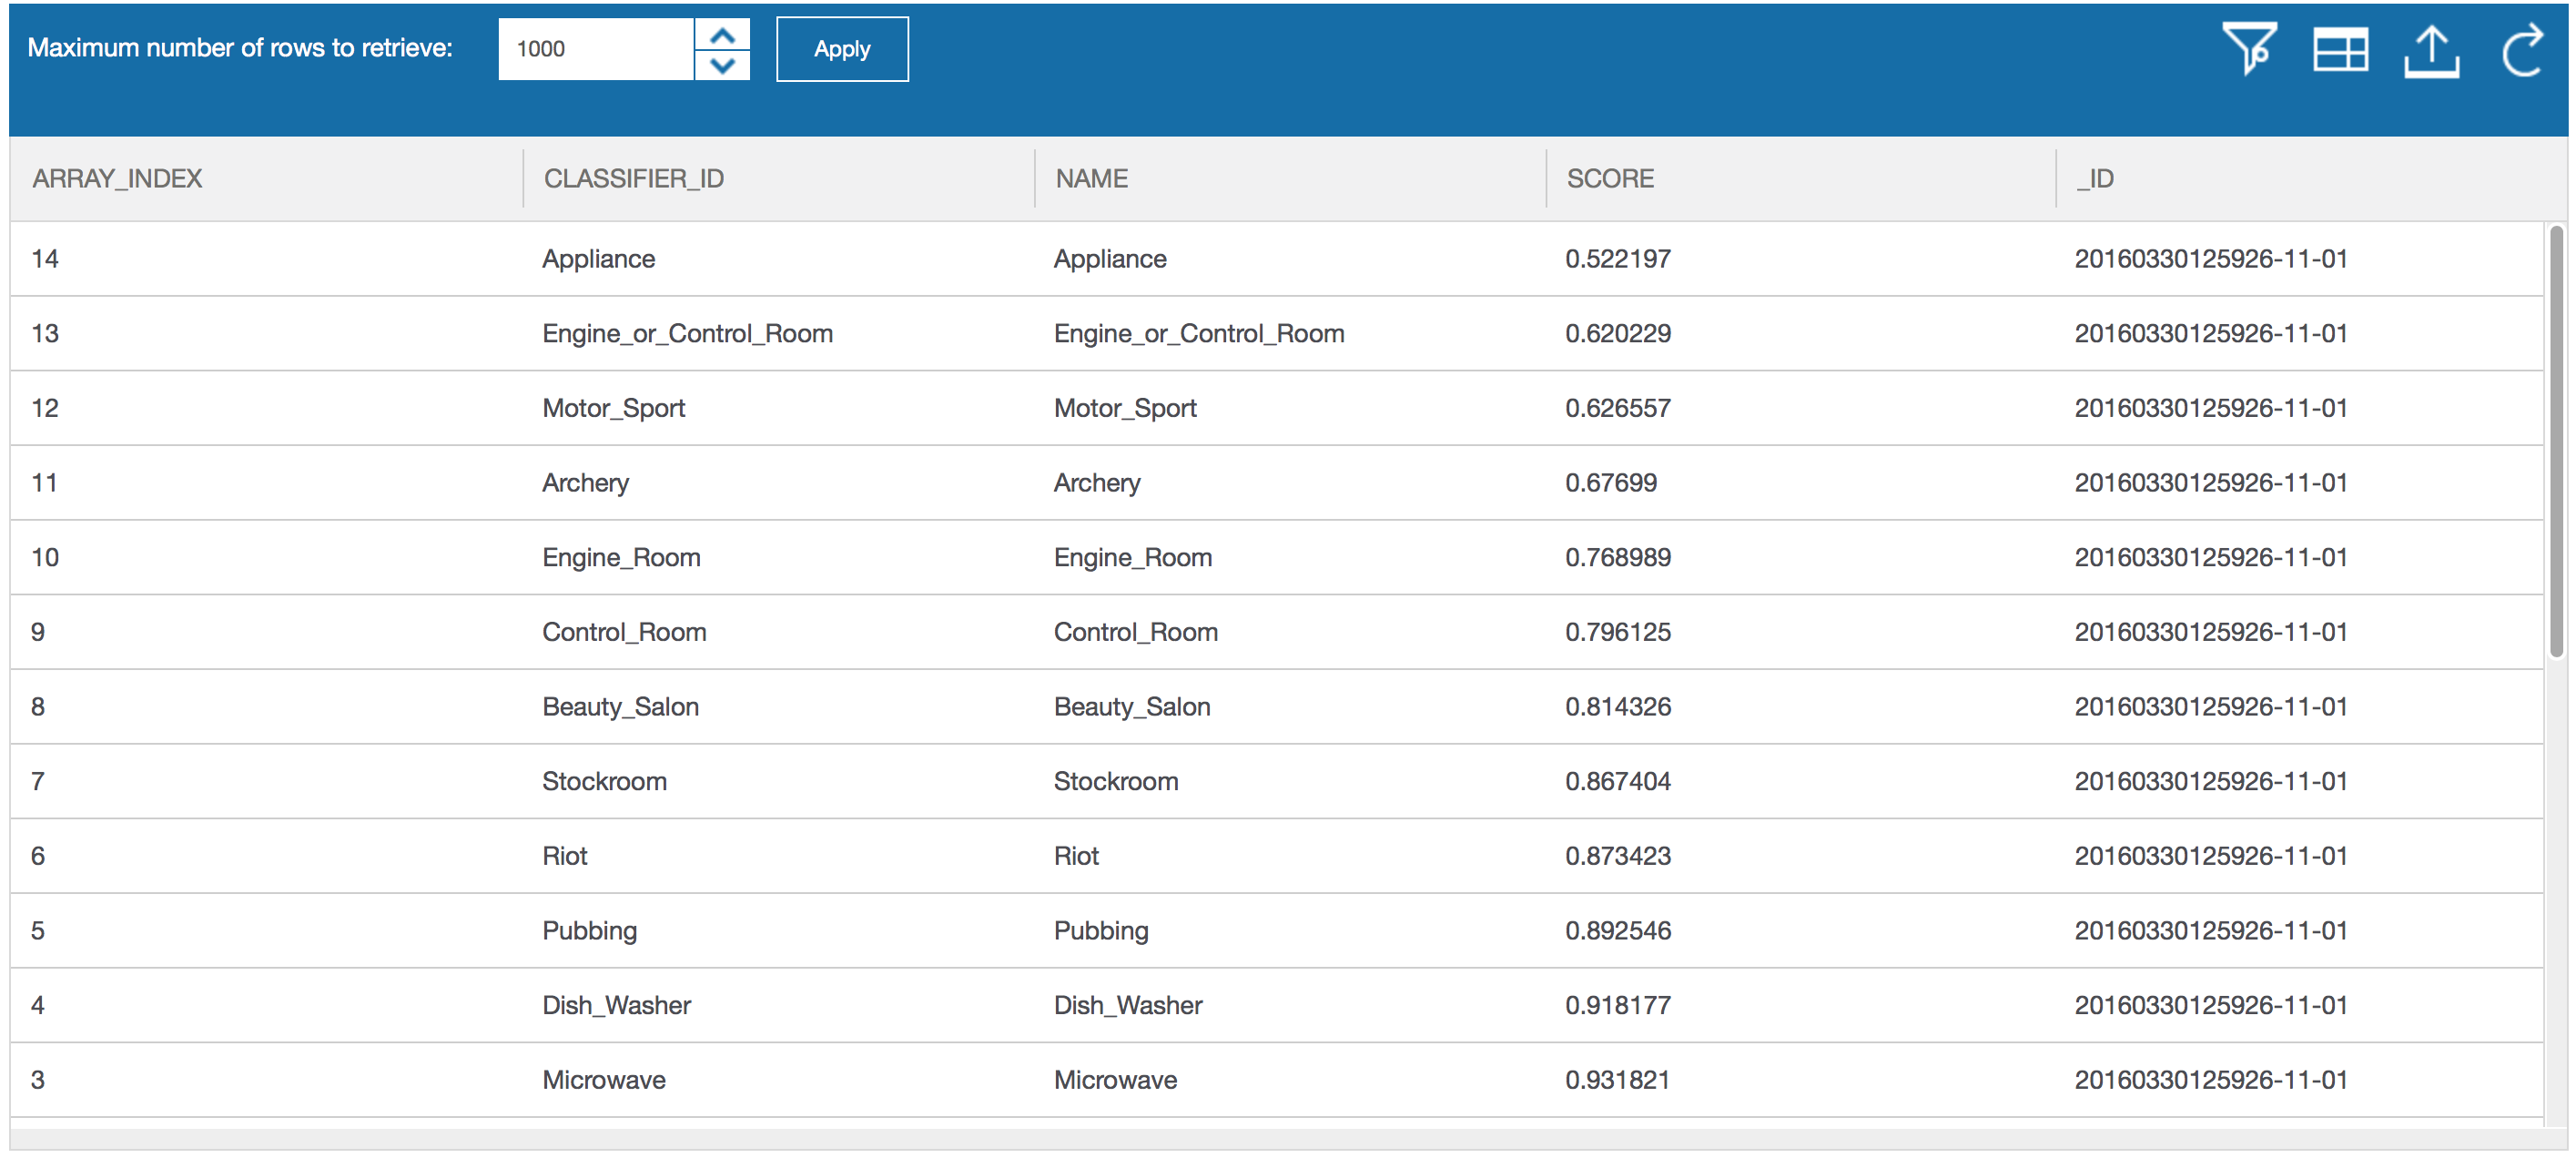 Maximum number of rows to retrieve: 1000 Apply
ARRAY_INDEX CLASSIFIER_ID NAME SCORE _ID
14 Appliance Appliance 0.522197 20160330125926-11-01
13 Engine_or_Control_Room Engine_or_Control_Room 0.620229 20160330125926-11-01
12 Motor_Sport Motor_Sport 0.626557 20160330125926-11-01
11 Archery Archery 0.67699 20160330125926-11-01
10 Engine_Room Engine_Room 0.768989 20160330125926-11-01
9 Control_Room Control_Room 0.796125 20160330125926-11-01
8 Beauty_Salon Beauty_Salon 0.814326 20160330125926-11-01
7 Stockroom Stockroom 0.867404 20160330125926-11-01
6 Riot Riot 0.873423 20160330125926-11-01
5 Pubbing Pubbing 0.892546 20160330125926-11-01
4 Dish_Washer Dish_Washer 0.918177 20160330125926-11-01
3 Microwave Microwave 0.931821 20160330125926-11-01